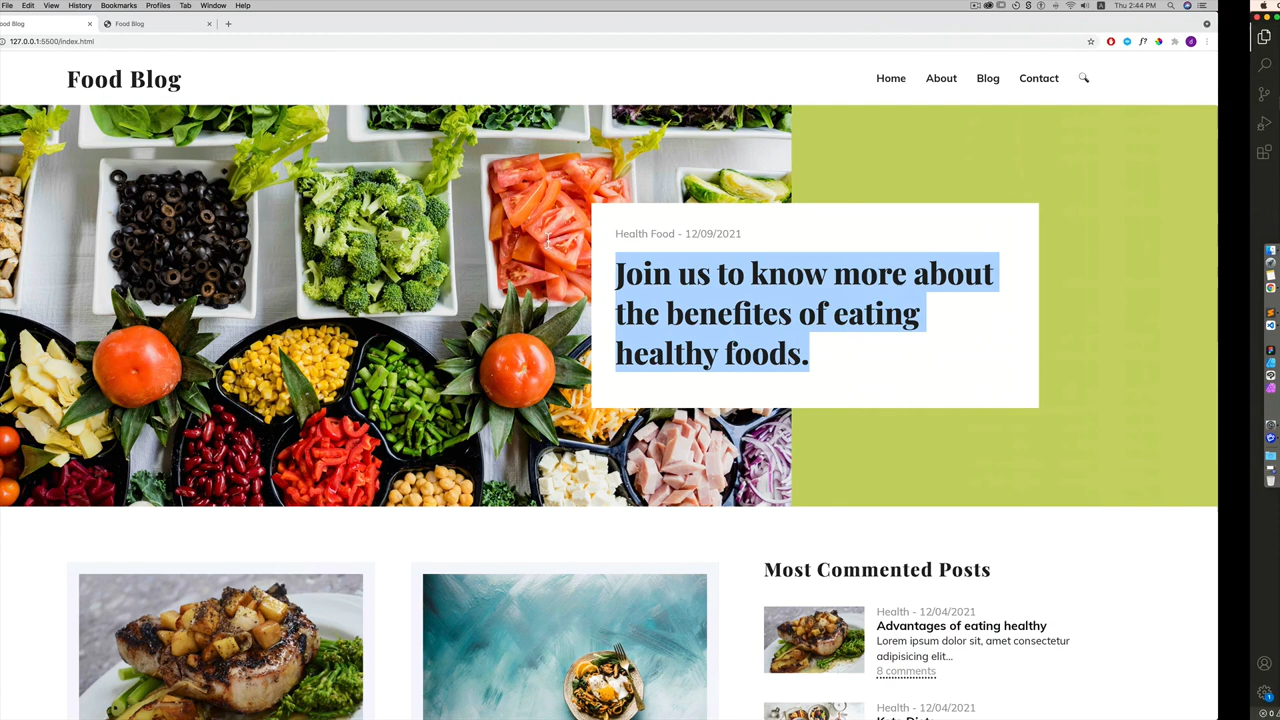 File Edit View History Bookmarks Profiles Tab Window Help
Thu 2:44 PM
ood Blog
Food Blog
127.0.0.1:5500/index.html
Food Blog
Home About Blog Contact
Health Food - 12/09/2021
Join us to know more about
the benefites of eating
healthy foods.
Most Commented Posts
Health - 12/04/2021
Advantages of eating healthy
Lorem ipsum dolor sit, amet consectetur
adipisicing elit...
8 comments
Health - 12/04/2021